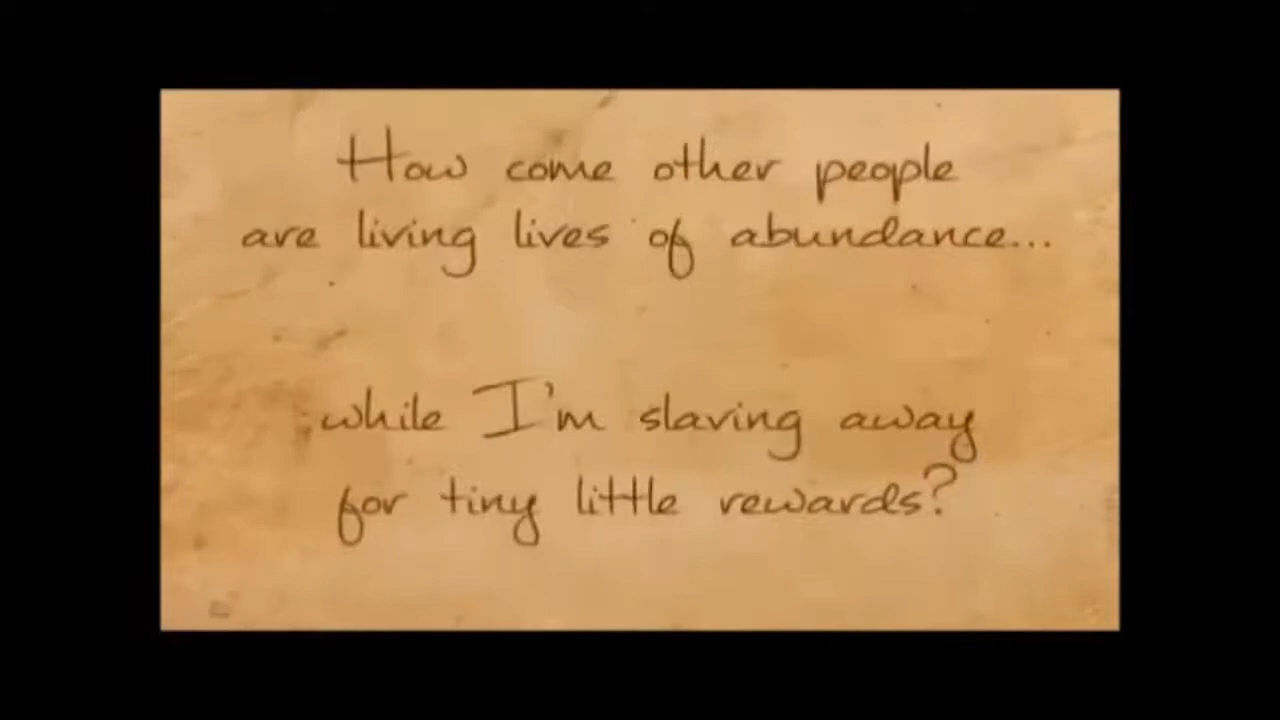 How come other people
are living lives of abundance...
while I'm slaving away
for tiny little rewards?